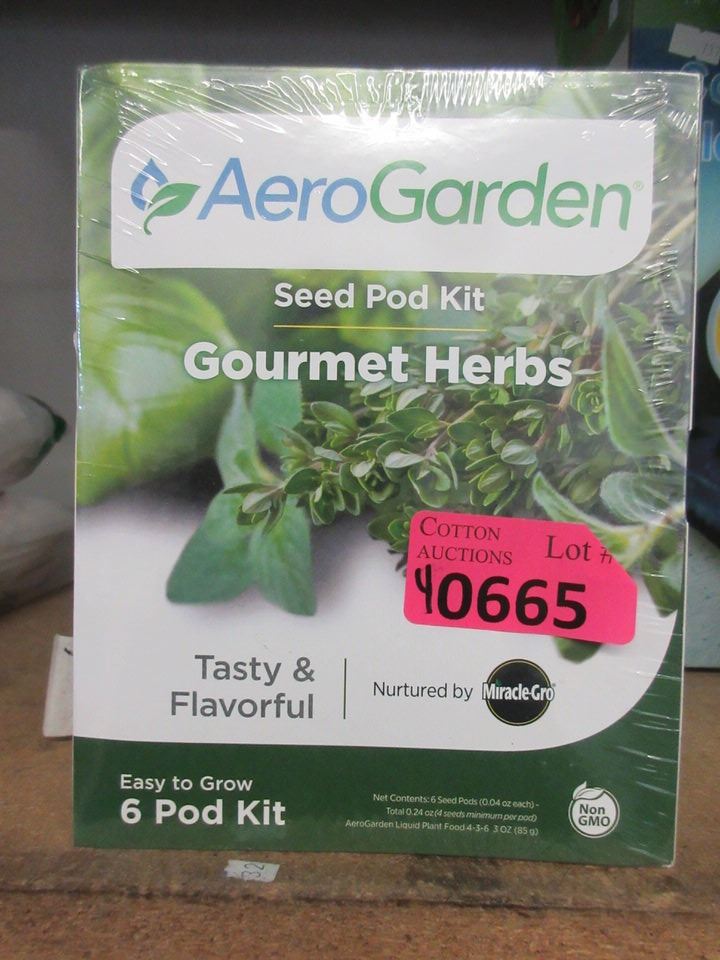 AeroGarden®
Seed Pod Kit
Gourmet Herbs
COTTON
AUCTIONS
Lot #
40665
Tasty &
Flavorful
Nurtured by
Miracle-Gro
Easy to Grow
6 Pod Kit
Net Contents: 6 Seed Pods (0.04 oz each) -
Total 0.24 oz (4 seeds minimum per pod)
AeroGarden Liquid Plant Food 4-3-6 3 OZ (85 g)
Non
GMO